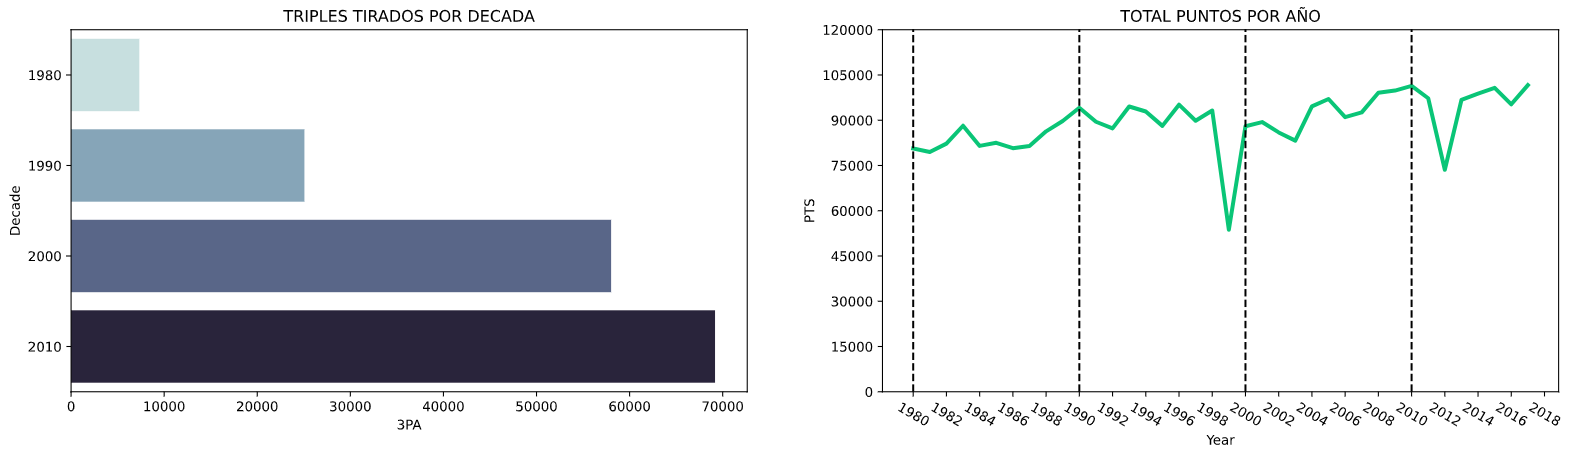 TRIPLES TIRADOS POR DECADA
Decade
1980
1990
2000
2010
0 10000 20000 30000 40000 50000 60000 70000
3PA
TOTAL PUNTOS POR AÑO
PTS
120000
105000
90000
75000
60000
45000
30000
15000
0
1980 1982 1984 1986 1988 1990 1992 1994 1996 1998 2000 2002 2004 2006 2008 2010 2012 2014 2016 2018
Year